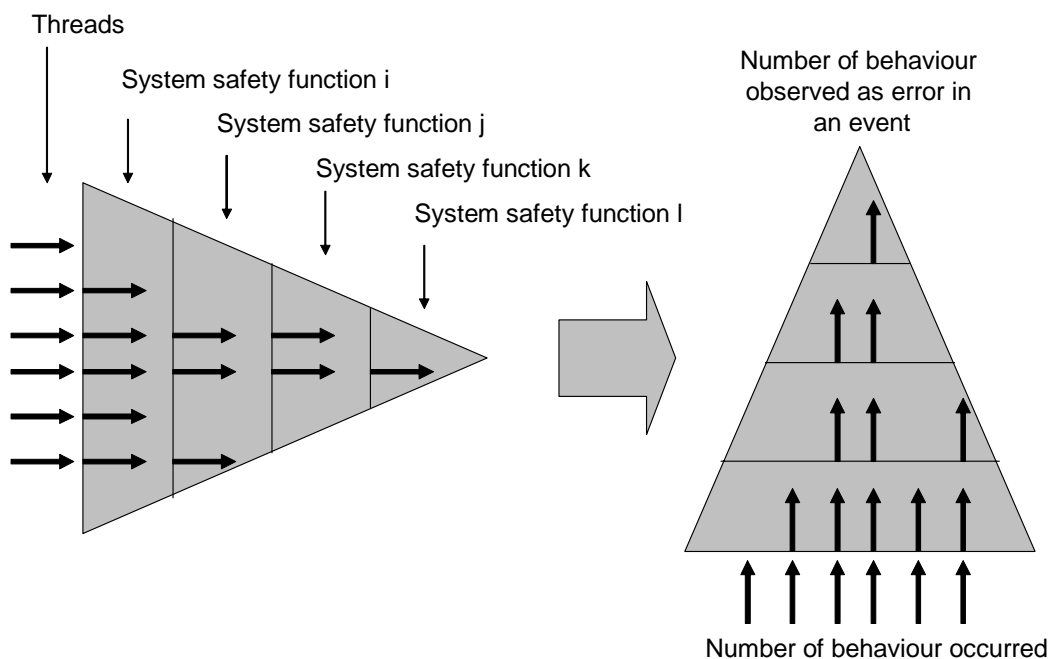 Threads
System safety function i
System safety function j
System safety function k
System safety function l
Number of behaviour
observed as error in
an event
Number of behaviour occurred